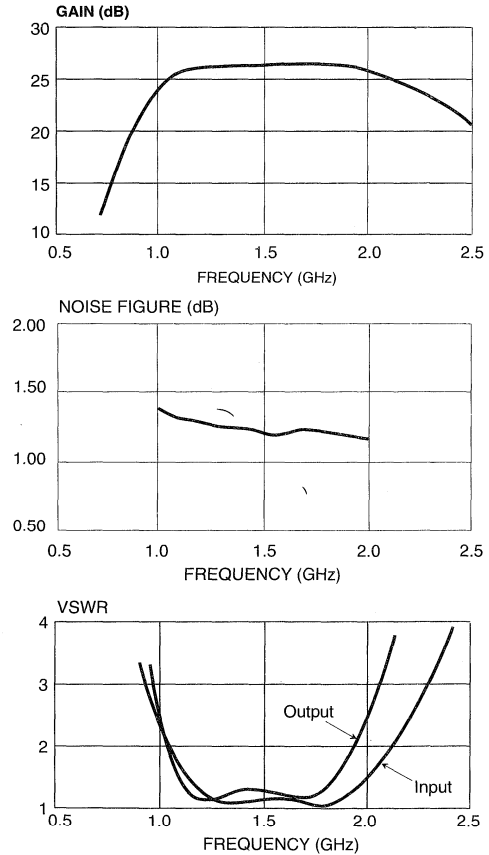 GAIN (dB)
30
25
20
15
10
0.5 1.0 1.5 2.0 2.5
FREQUENCY (GHz)
NOISE FIGURE (dB)
2.00
1.50
1.00
0.50
0.5 1.0 1.5 2.0 2.5
FREQUENCY (GHz)
VSWR
4
3
Output
2
Input
1
0.5 1.0 1.5 2.0 2.5
FREQUENCY (GHz)